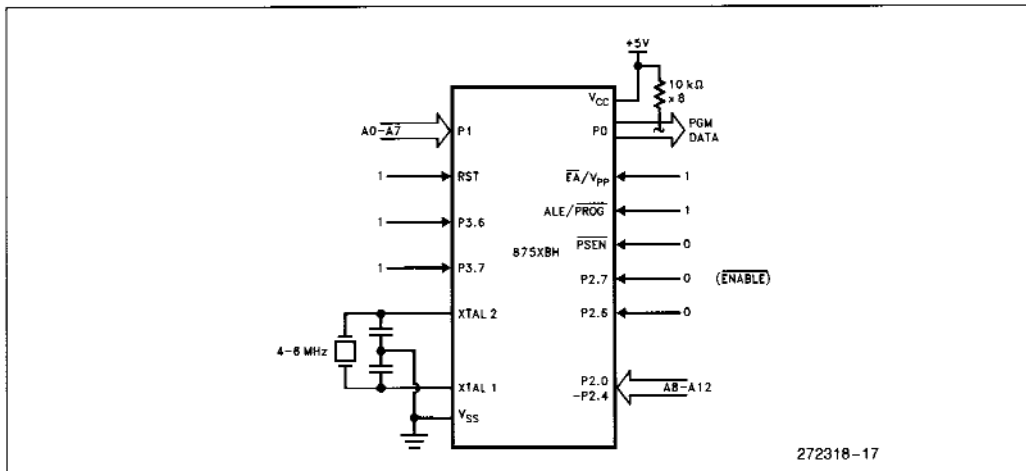 +5V
10 kΩ
x 8
VCC
A0-A7
P1
P0
PGM
DATA
1
RST
EA/VPP
1
ALE/PROG
1
1
P3.6
PSEN
0
875XBH
1
P3.7
P2.7
0
(ENABLE)
XTAL 2
P2.6
0
4-6 MHz
P2.0
-P2.4
A8-A12
XTAL 1
VSS
272318-17